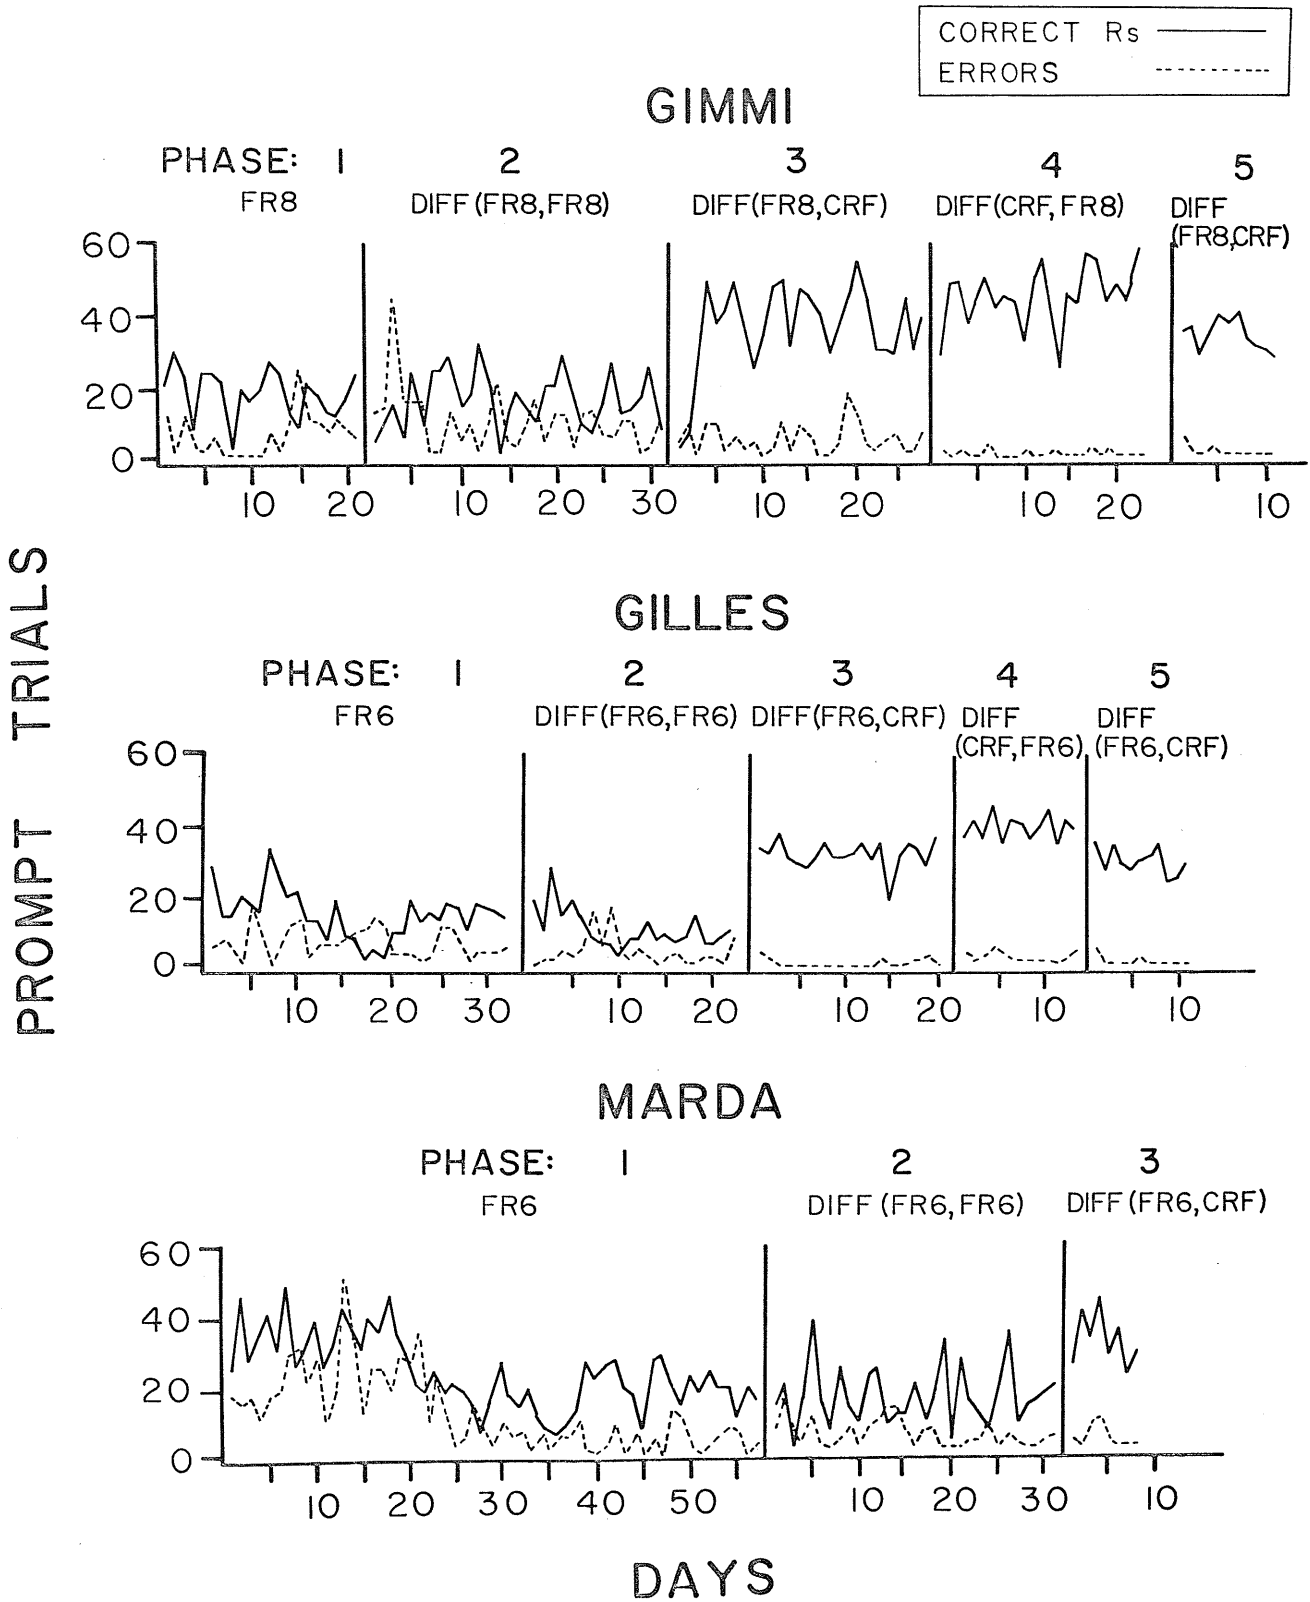 CORRECT Rs
ERRORS
GIMMI
PHASE: 1 2 3 4 5
FR8 DIFF(FR8,FR8) DIFF(FR8,CRF) DIFF(CRF,FR8) DIFF
(FR8,CRF)
60
40
20
0
10 20 10 20 30 10 20 10 20 10
PROMPT TRIALS
GILLES
PHASE: 1 2 3 4 5
FR6 DIFF(FR6,FR6) DIFF(FR6,CRF) DIFF DIFF
(CRF,FR6) (FR6,CRF)
60
40
20
0
10 20 30 10 20 10 20 10 10
MARDA
PHASE: 1 2 3
FR6 DIFF (FR6,FR6) DIFF (FR6,CRF)
60
40
20
0
10 20 30 40 50 10 20 30 10
DAYS